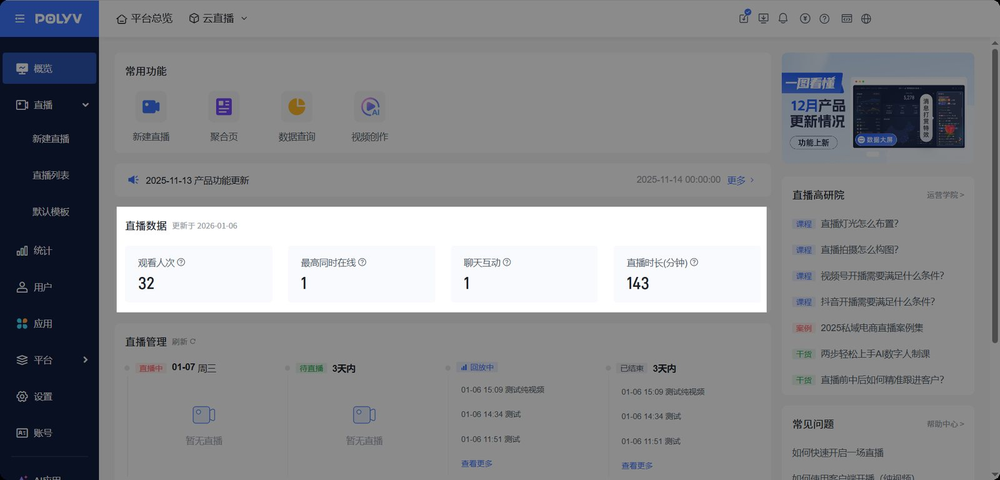 POLYV
平台总览
云直播
概览
直播
新建直播
直播列表
默认模板
统计
用户
应用
平台
设置
账号
AI应用
常用功能
新建直播
聚合页
数据查询
AI
视频创作
2025-11-13 产品功能更新
2025-11-14 00:00:00 更多 >
直播数据 更新于 2026-01-06
观看人次
32
最高同时在线
1
聊天互动
1
直播时长(分钟)
143
直播管理 刷新
直播中 01-07 周三
暂无直播
待直播 3天内
暂无直播
回放中
01-06 15:09 测试纯视频
01-06 14:34 测试
01-06 11:51 测试
查看更多
已结束 3天内
01-06 15:09 测试纯视频
01-06 14:34 测试
01-06 11:51 测试
查看更多
一图看懂
12月产品
更新情况
功能上新
5,278
消息打赏特效
数据大屏
直播高研院 运营学院 >
课程 直播灯光怎么布置?
课程 直播拍摄怎么构图?
课程 视频号开播需要满足什么条件?
课程 抖音开播需要满足什么条件?
案例 2025私域电商直播案例集
干货 两步轻松上手AI数字人制课
干货 直播前中后如何精准跟进客户?
常见问题 帮助中心 >
如何快速开启一场直播
如何使用客户端开播（纯视频）